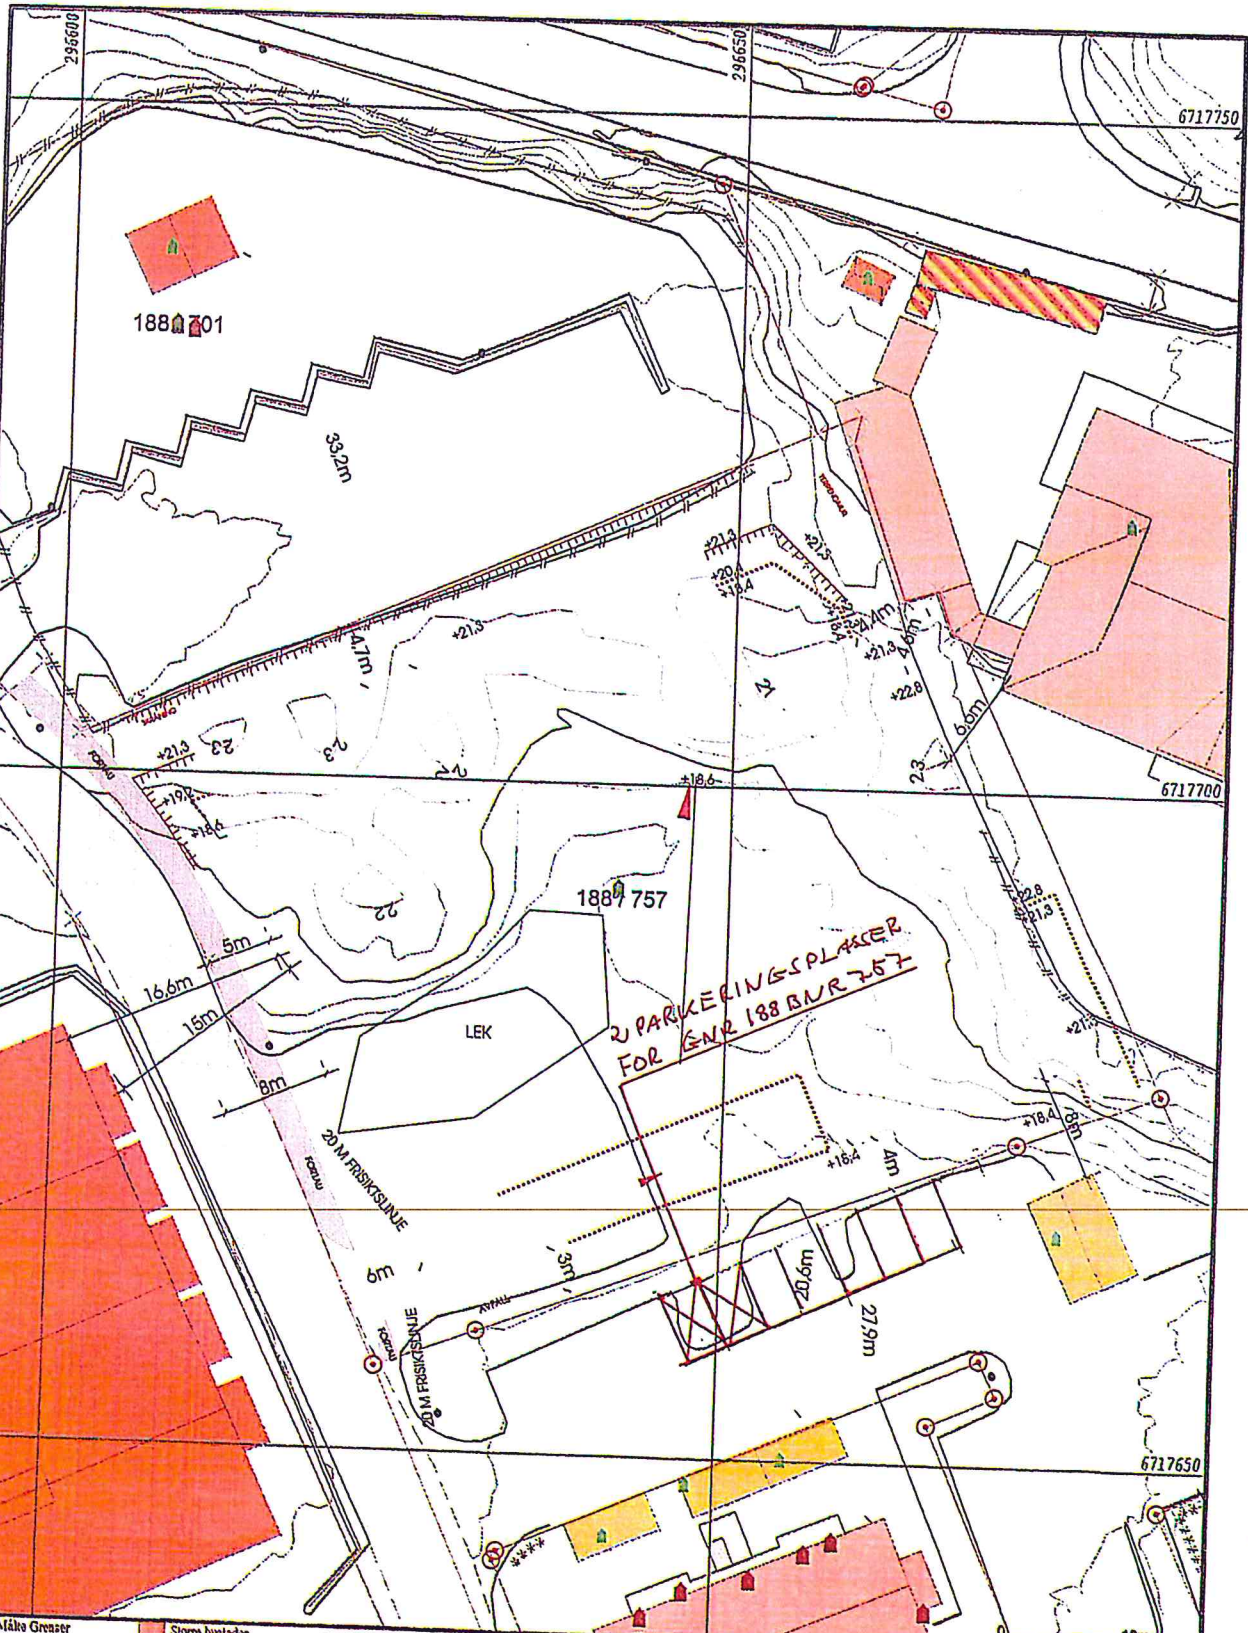 296600
296650
6717750
188/701
33,2m
+21,3
+21,3
+20,
+18,4
4,4m
4,6m
+21,3
+22,8
+21,3
4,7m
21
6,6m
23
23
23
22
+21,3
+18,6
FORTAU
+19,2
+18,6
6717700
188/757
22
22,8
+21,3
5m
16,6m
15m
2 PARKERINGSPLASSER
FOR GNR 188 BNR 757
LEK
8m
+18,4
8m
20 M FRISIKTSLINJE
FORTAU
+18,4
4m
3m
6m
20,9m
AVFALL
27,9m
FORTAU
20 M FRISIKTSLINJE
6717650
Grenser